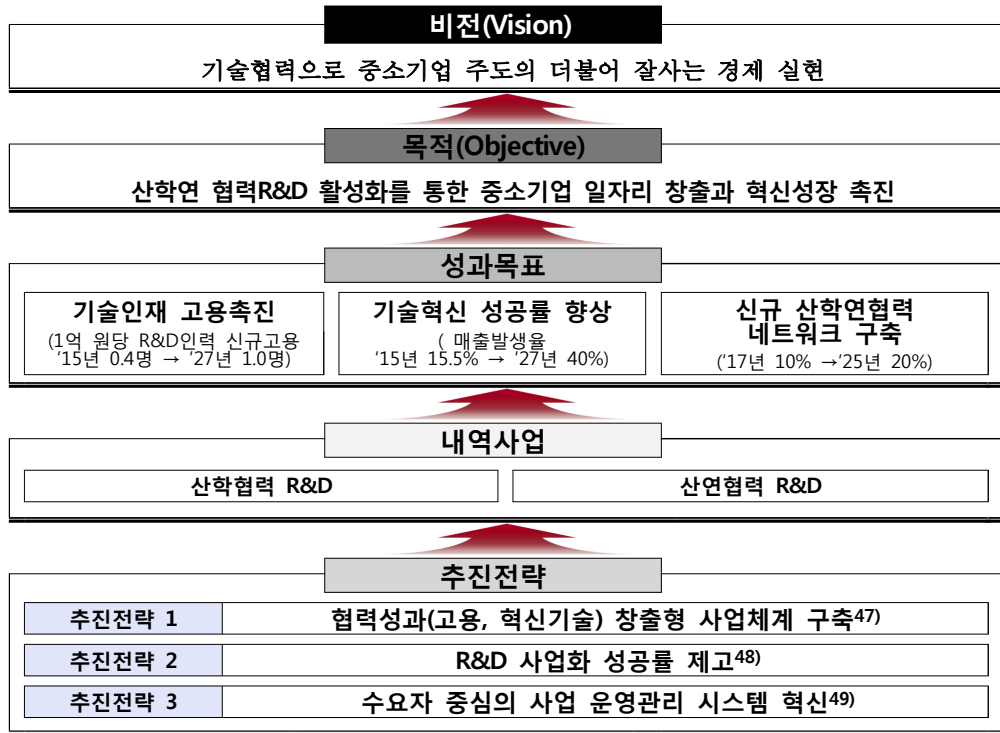 비전(Vision)
기술협력으로 중소기업 주도의 더불어 잘사는 경제 실현
목적(Objective)
산학연 협력R&D 활성화를 통한 중소기업 일자리 창출과 혁신성장 촉진
성과목표
기술인재 고용촉진
(1억 원당 R&D인력 신규고용
'15년 0.4명 → '27년 1.0명)
기술혁신 성공률 향상
( 매출발생율
'15년 15.5% → '27년 40%)
신규 산학연협력
네트워크 구축
('17년 10% →'25년 20%)
내역사업
산학협력 R&D
산연협력 R&D
추진전략
추진전략 1
협력성과(고용, 혁신기술) 창출형 사업체계 구축47)
추진전략 2
R&D 사업화 성공률 제고48)
추진전략 3
수요자 중심의 사업 운영관리 시스템 혁신49)